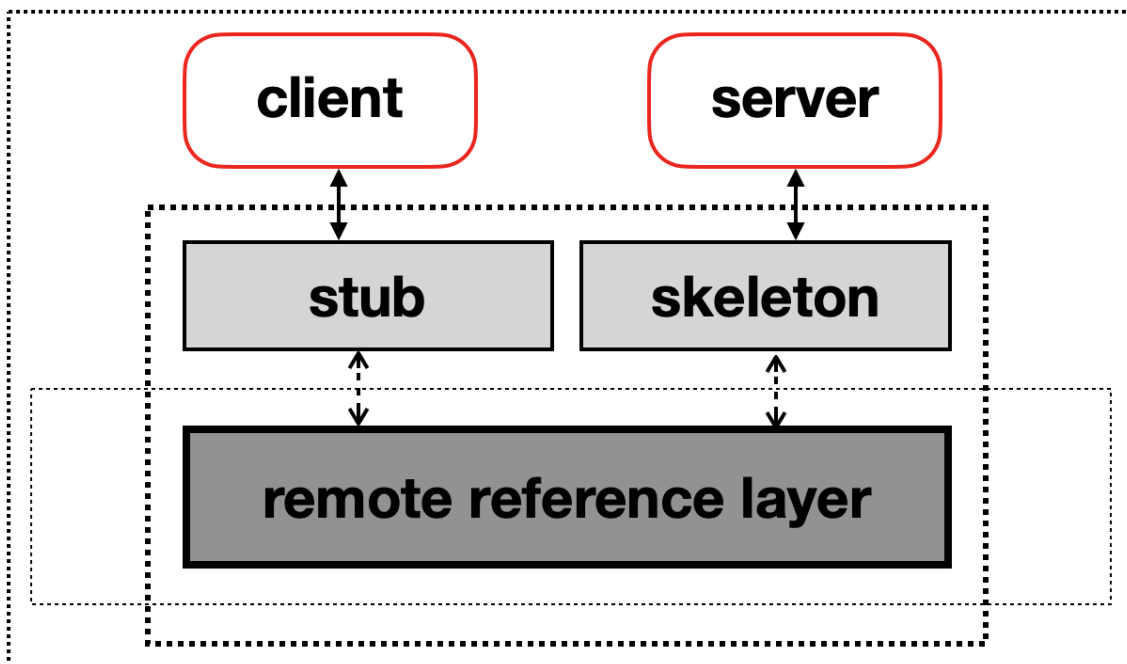 client
server
stub
skeleton
remote reference layer